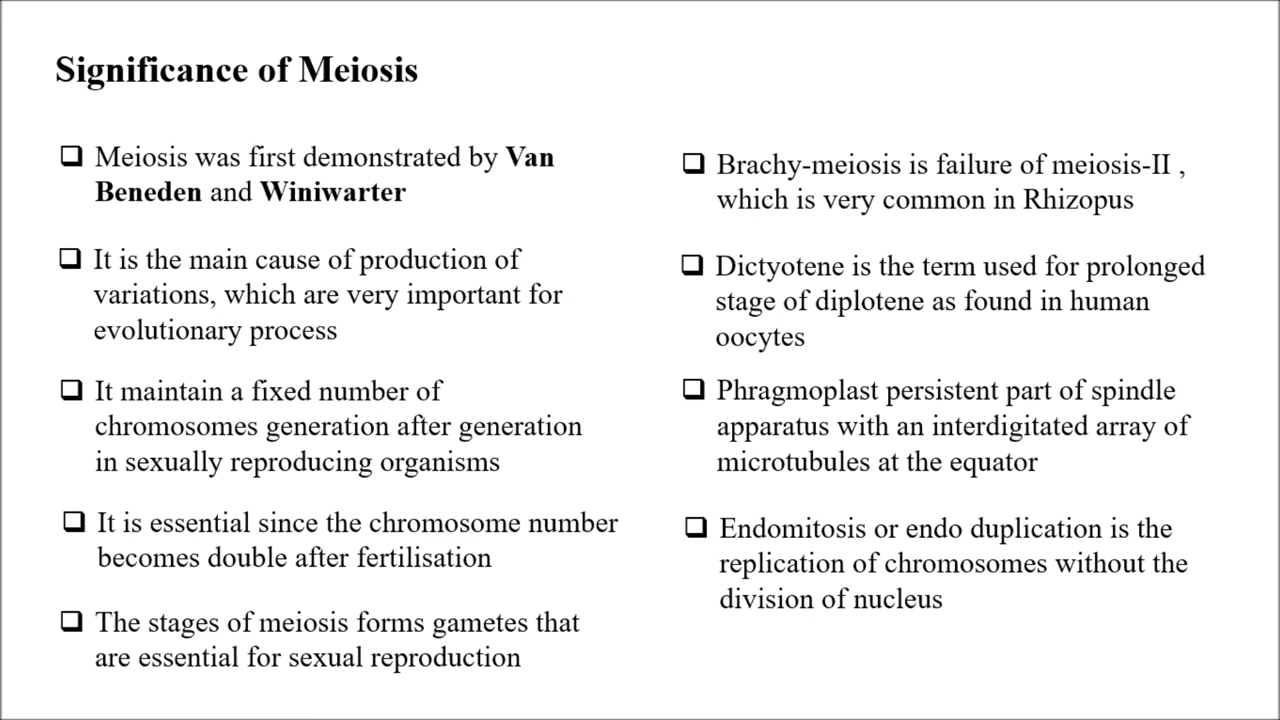 Significance of Meiosis
❑ Meiosis was first demonstrated by Van
Beneden and Winiwarter
❑ It is the main cause of production of
variations, which are very important for
evolutionary process
❑ It maintain a fixed number of
chromosomes generation after generation
in sexually reproducing organisms
❑ It is essential since the chromosome number
becomes double after fertilisation
❑ The stages of meiosis forms gametes that
are essential for sexual reproduction
❑ Brachy-meiosis is failure of meiosis-II ,
which is very common in Rhizopus
❑ Dictyotene is the term used for prolonged
stage of diplotene as found in human
oocytes
❑ Phragmoplast persistent part of spindle
apparatus with an interdigitated array of
microtubules at the equator
❑ Endomitosis or endo duplication is the
replication of chromosomes without the
division of nucleus